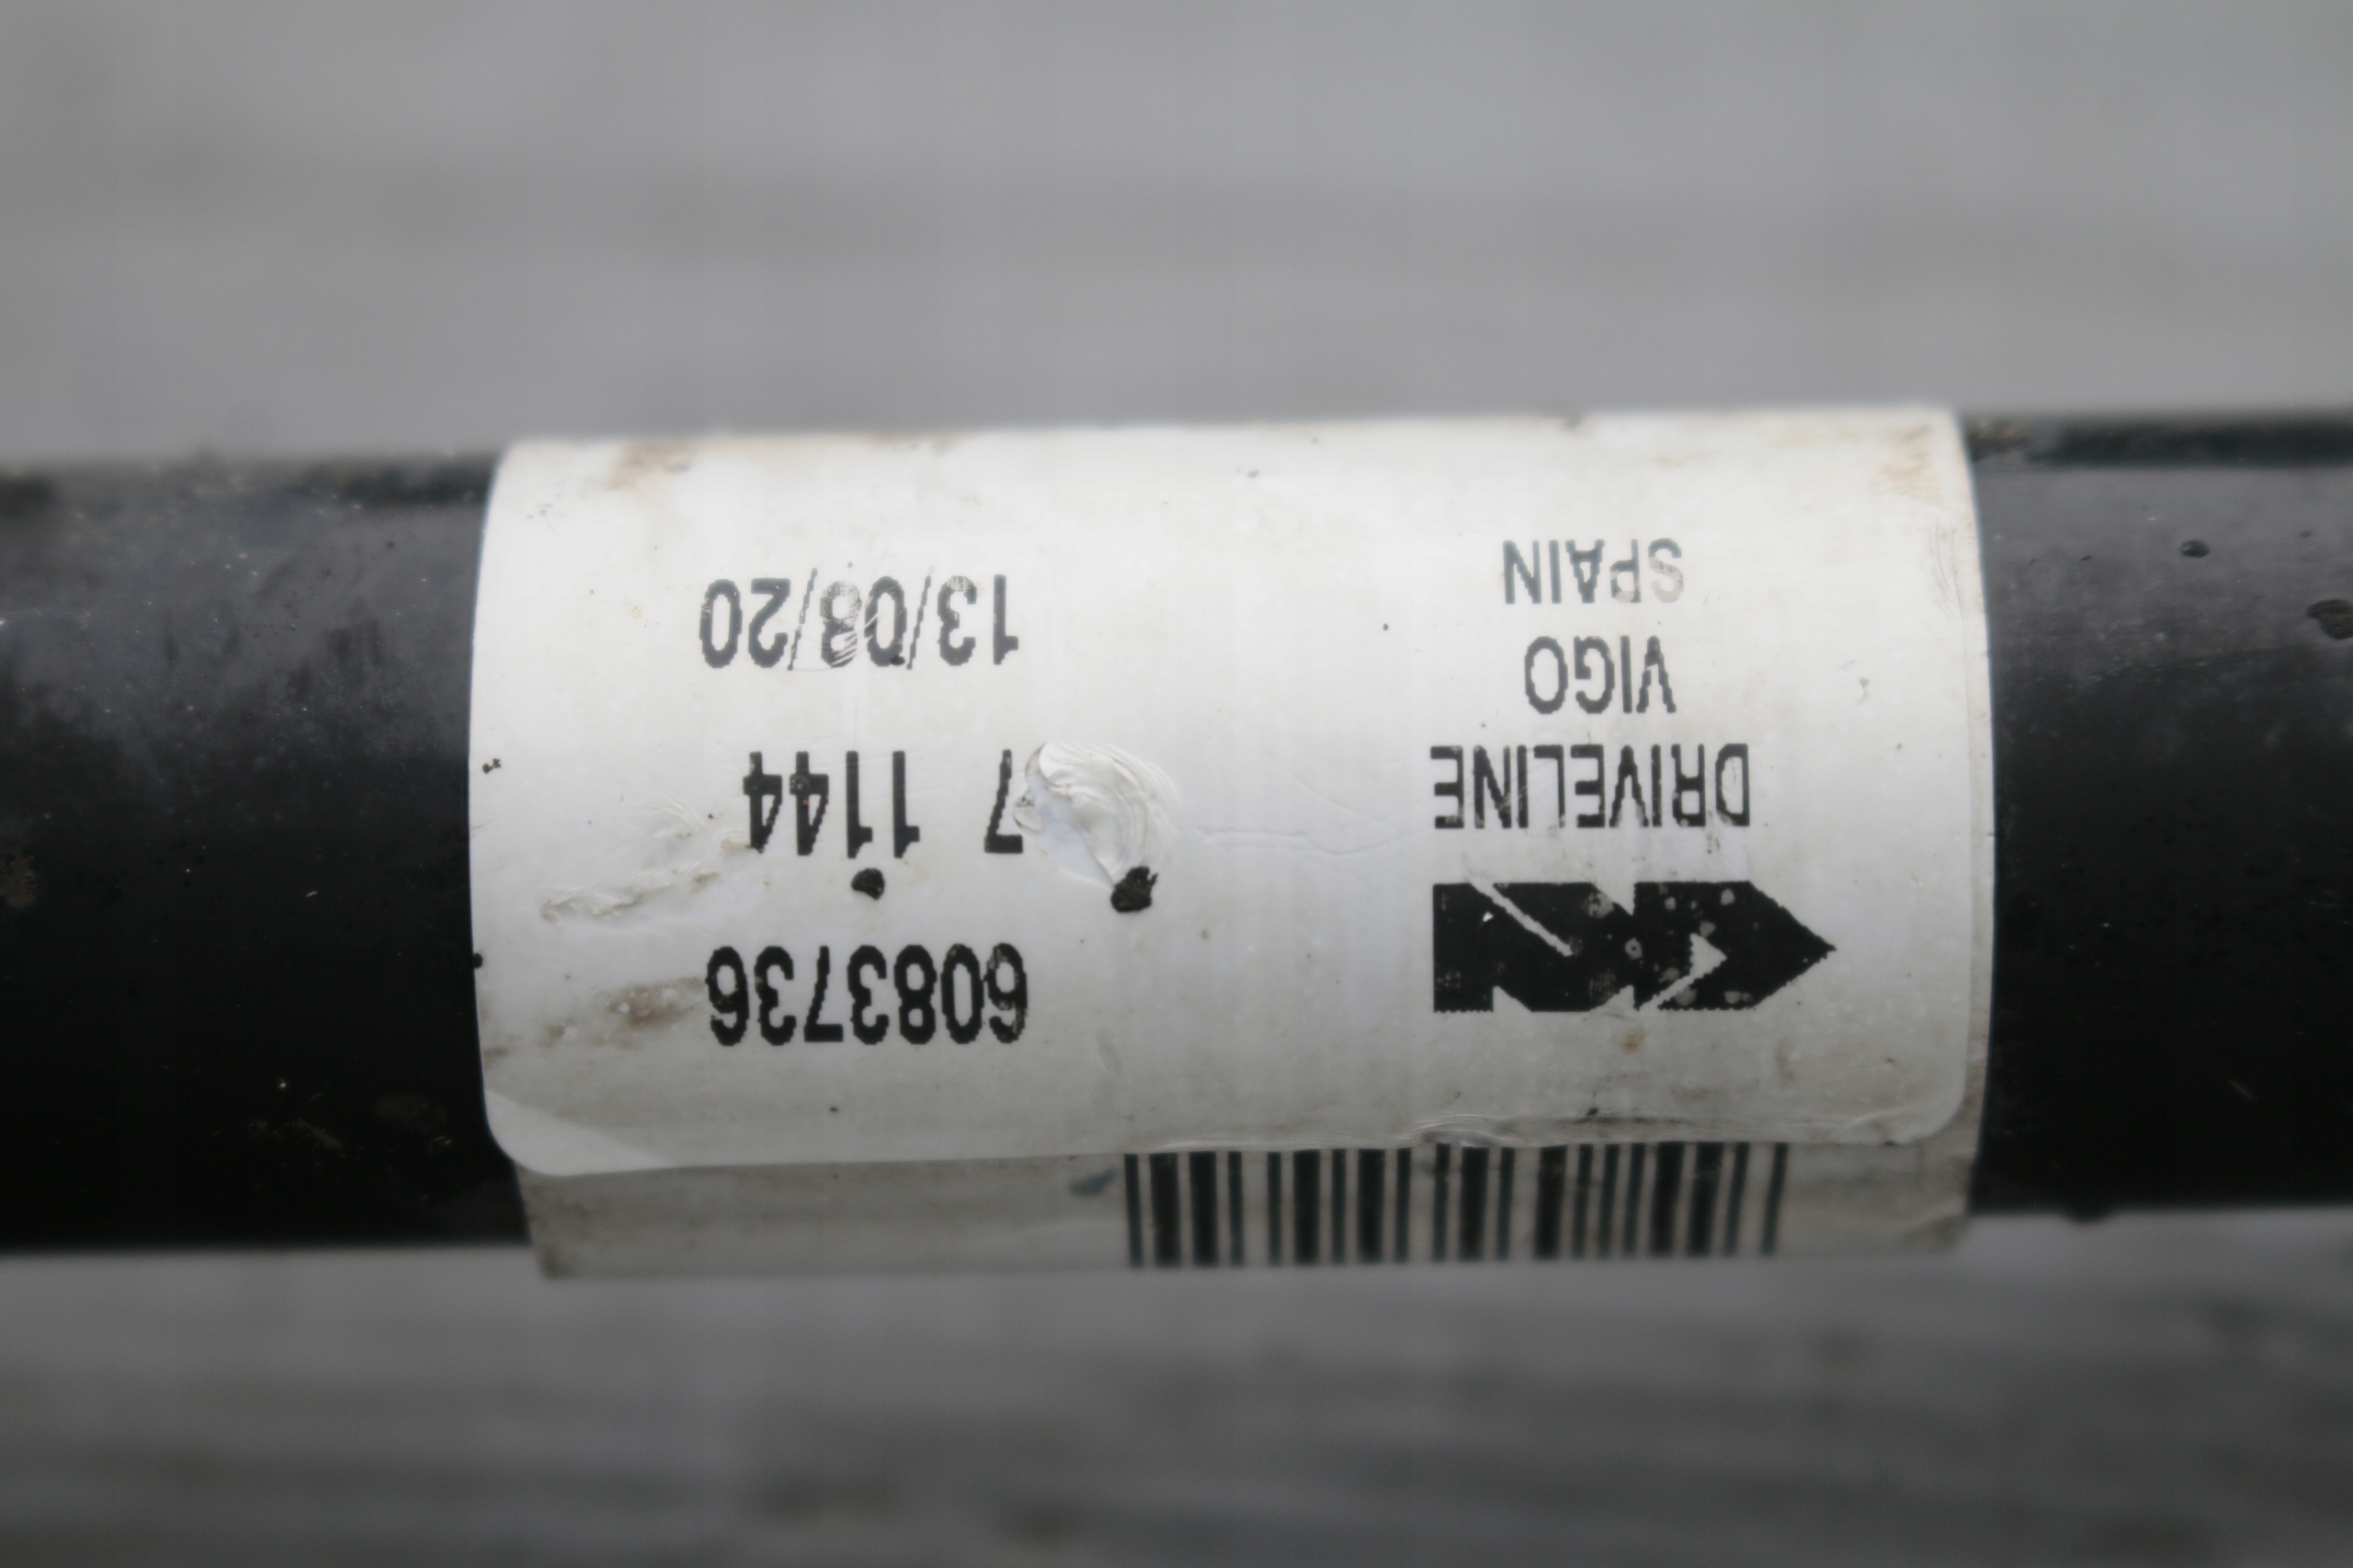 DRIVELINE
VIGO
SPAIN
6083736
7 1144
13/08/20